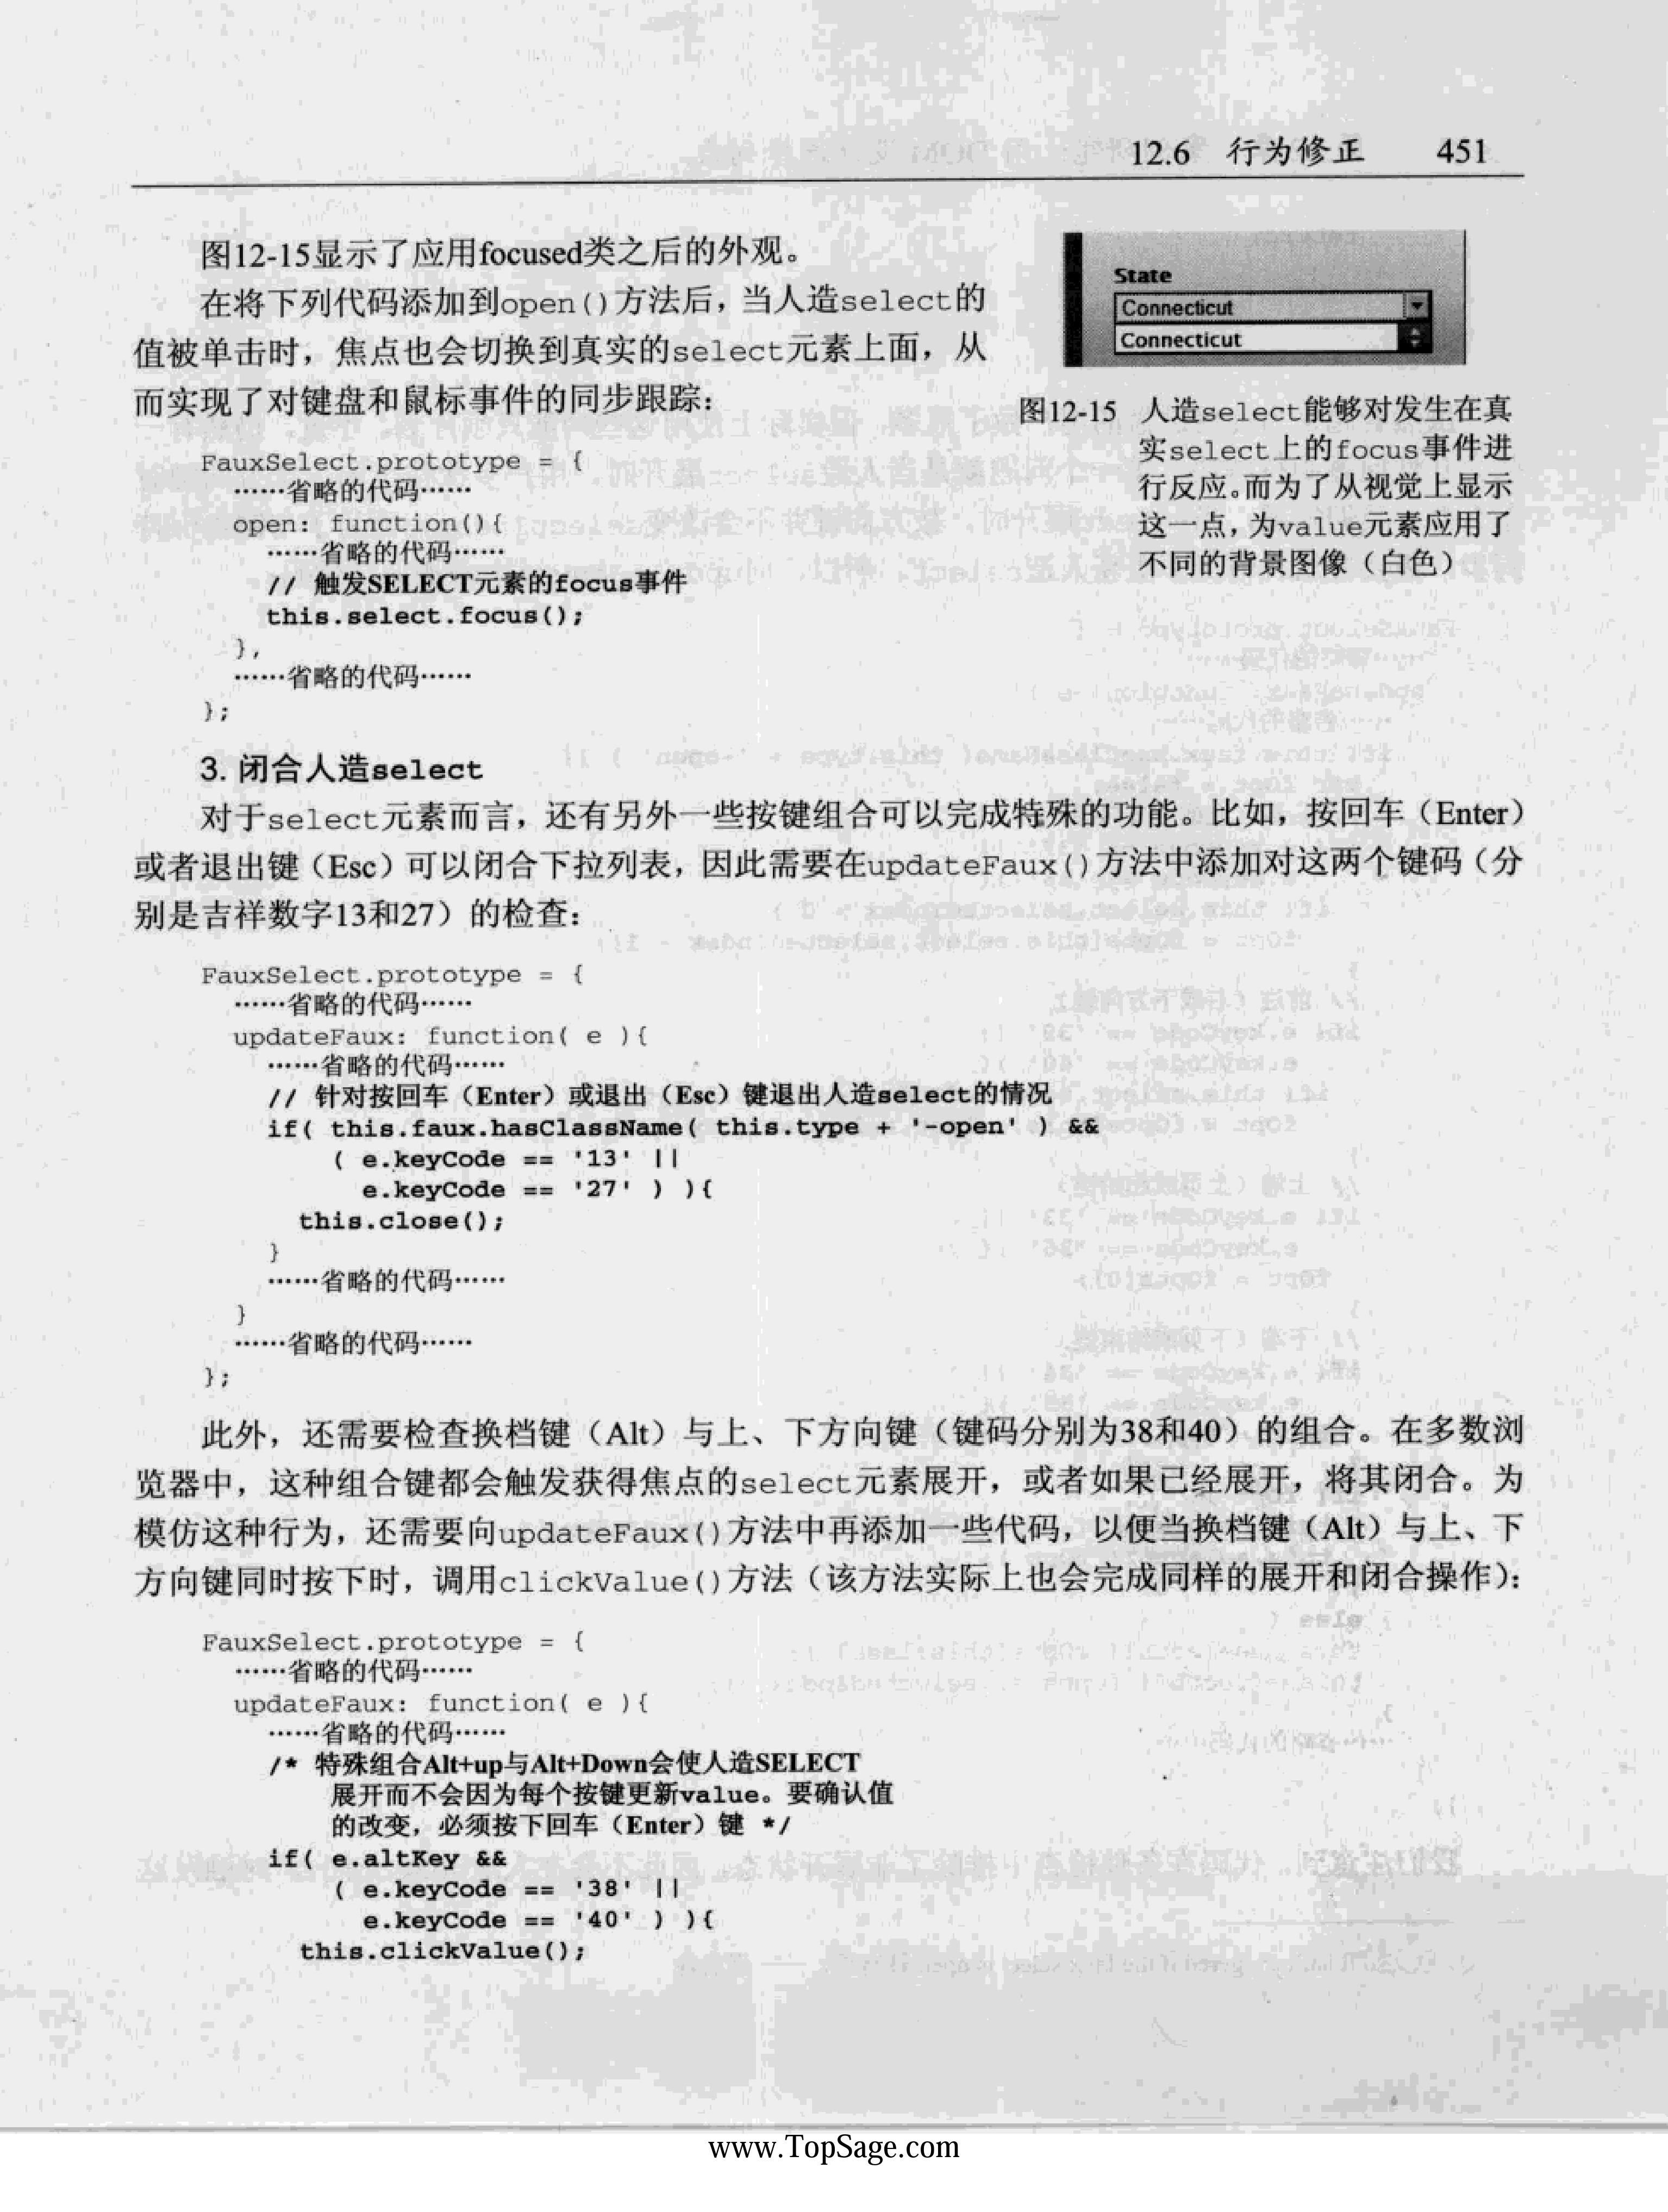 12.6 行为修正 451
图12-15显示了应用focused类之后的外观。
在将下列代码添加到open()方法后，当人造select的
值被单击时，焦点也会切换到真实的select元素上面，从
而实现了对键盘和鼠标事件的同步跟踪：
State
Connecticut
Connecticut
图12-15 人造select能够对发生在真
实select上的focus事件进
行反应。而为了从视觉上显示
这一点，为value元素应用了
不同的背景图像（白色）
FauxSelect.prototype = {
……省略的代码……
open: function(){
……省略的代码……
// 触发SELECT元素的focus事件
this.select.focus();
},
……省略的代码……
};
3. 闭合人造select
对于select元素而言，还有另外一些按键组合可以完成特殊的功能。比如，按回车（Enter）
或者退出键（Esc）可以闭合下拉列表，因此需要在updateFaux()方法中添加对这两个键码（分
别是吉祥数字13和27）的检查：
FauxSelect.prototype = {
……省略的代码……
updateFaux: function( e ){
……省略的代码……
// 针对按回车（Enter）或退出（Esc）键退出人造select的情况
if( this.faux.hasClassName( this.type + '-open' ) &&
( e.keyCode == '13' ||
e.keyCode == '27' ) ){
this.close();
}
……省略的代码……
}
……省略的代码……
};
此外，还需要检查换档键（Alt）与上、下方向键（键码分别为38和40）的组合。在多数浏
览器中，这种组合键都会触发获得焦点的select元素展开，或者如果已经展开，将其闭合。为
模仿这种行为，还需要向updateFaux()方法中再添加一些代码，以便当换档键（Alt）与上、下
方向键同时按下时，调用clickValue()方法（该方法实际上也会完成同样的展开和闭合操作）：
FauxSelect.prototype = {
……省略的代码……
updateFaux: function( e ){
……省略的代码……
/* 特殊组合Alt+up与Alt+Down会使人造SELECT
展开而不会因为每个按键更新value。要确认值
的改变，必须按下回车（Enter）键 */
if( e.altKey &&
( e.keyCode == '38' ||
e.keyCode == '40' ) ){
this.clickValue();
www.TopSage.com